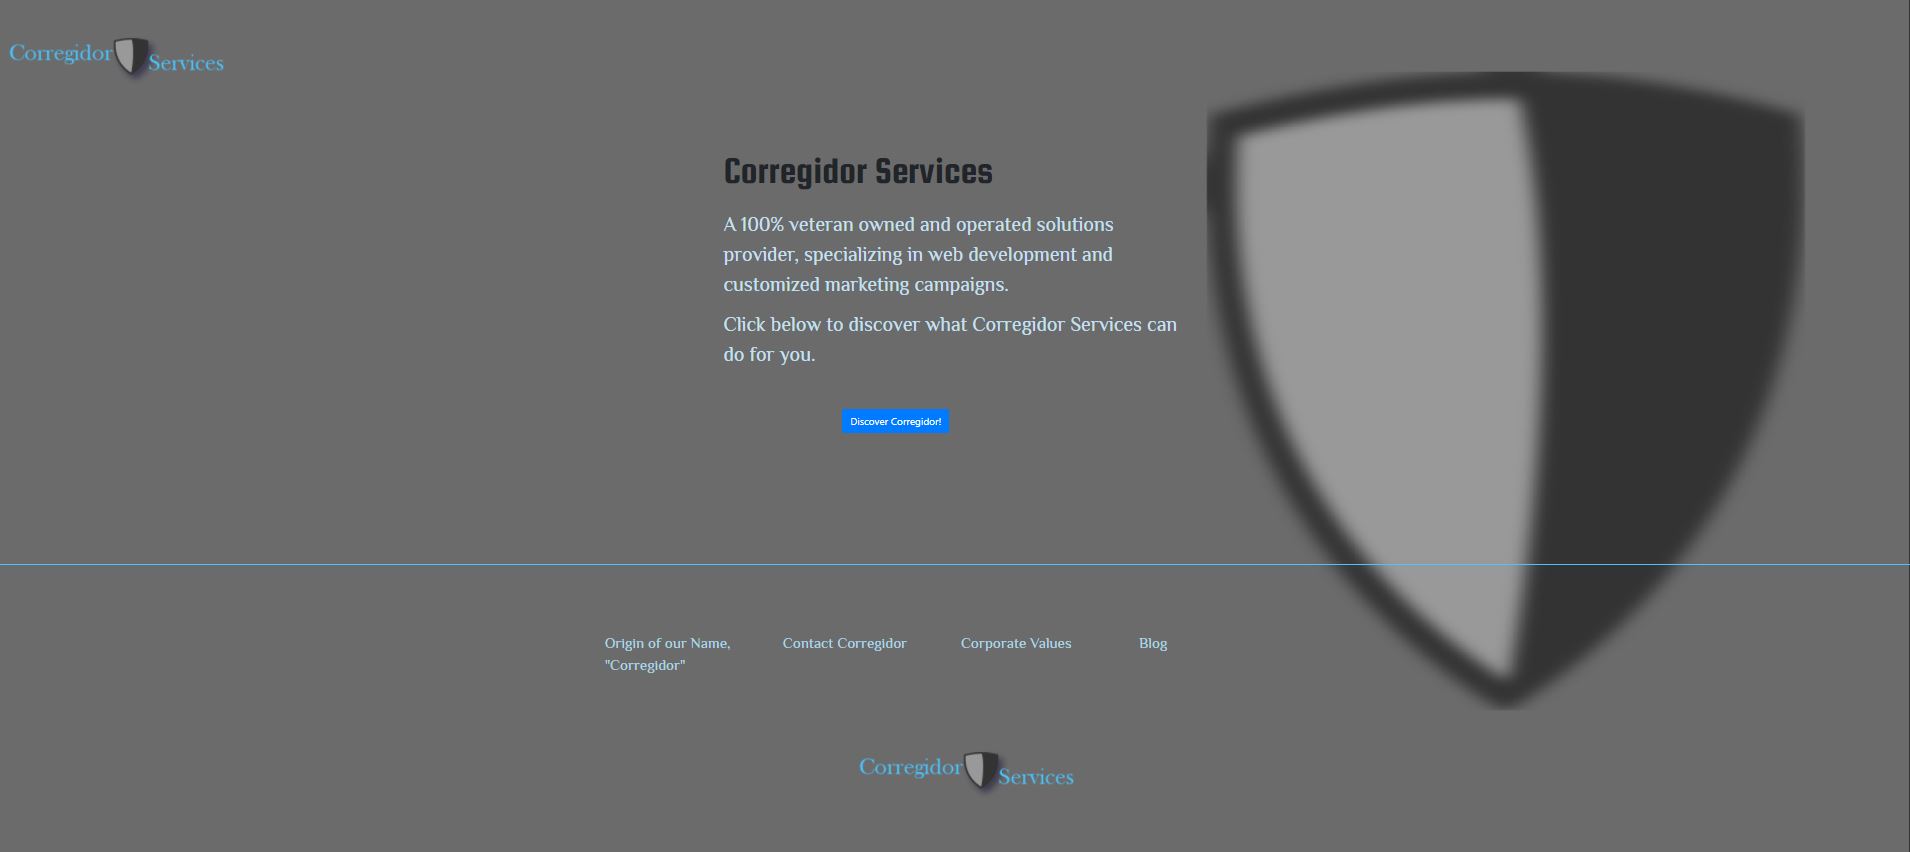 Corregidor Services
Corregidor Services
A 100% veteran owned and operated solutions
provider, specializing in web development and
customized marketing campaigns.
Click below to discover what Corregidor Services can
do for you.
Discover Corregidor!
Origin of our Name,
"Corregidor"
Contact Corregidor
Corporate Values
Blog
Corregidor Services